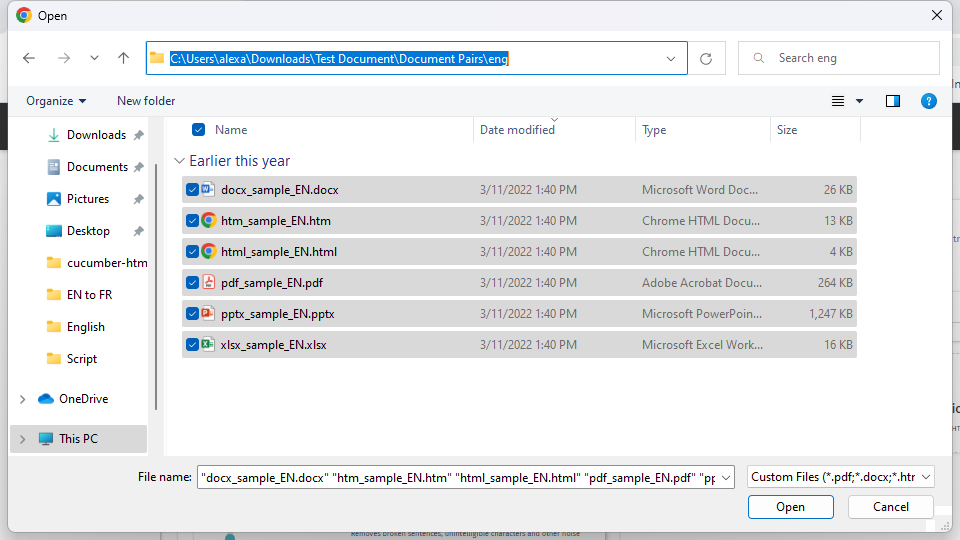 Open
C:\Users\alexa\Downloads\Test Document\Document Pairs\eng
Search eng
Organize
New folder
Downloads
Documents
Pictures
Desktop
cucumber-htm
EN to FR
English
Script
OneDrive
This PC
Name Date modified Type Size
Earlier this year
docx_sample_EN.docx 3/11/2022 1:40 PM Microsoft Word Doc... 26 KB
htm_sample_EN.htm 3/11/2022 1:40 PM Chrome HTML Docu... 13 KB
html_sample_EN.html 3/11/2022 1:40 PM Chrome HTML Docu... 4 KB
pdf_sample_EN.pdf 3/11/2022 1:40 PM Adobe Acrobat Docu... 264 KB
pptx_sample_EN.pptx 3/11/2022 1:40 PM Microsoft PowerPoin... 1,247 KB
xlsx_sample_EN.xlsx 3/11/2022 1:40 PM Microsoft Excel Work... 16 KB
File name: "docx_sample_EN.docx" "htm_sample_EN.htm" "html_sample_EN.html" "pdf_sample_EN.pdf" "pp
Custom Files (*.pdf;*.docx;*.htr
Open
Cancel
Removes broken sentences, unintelligible characters and other noise